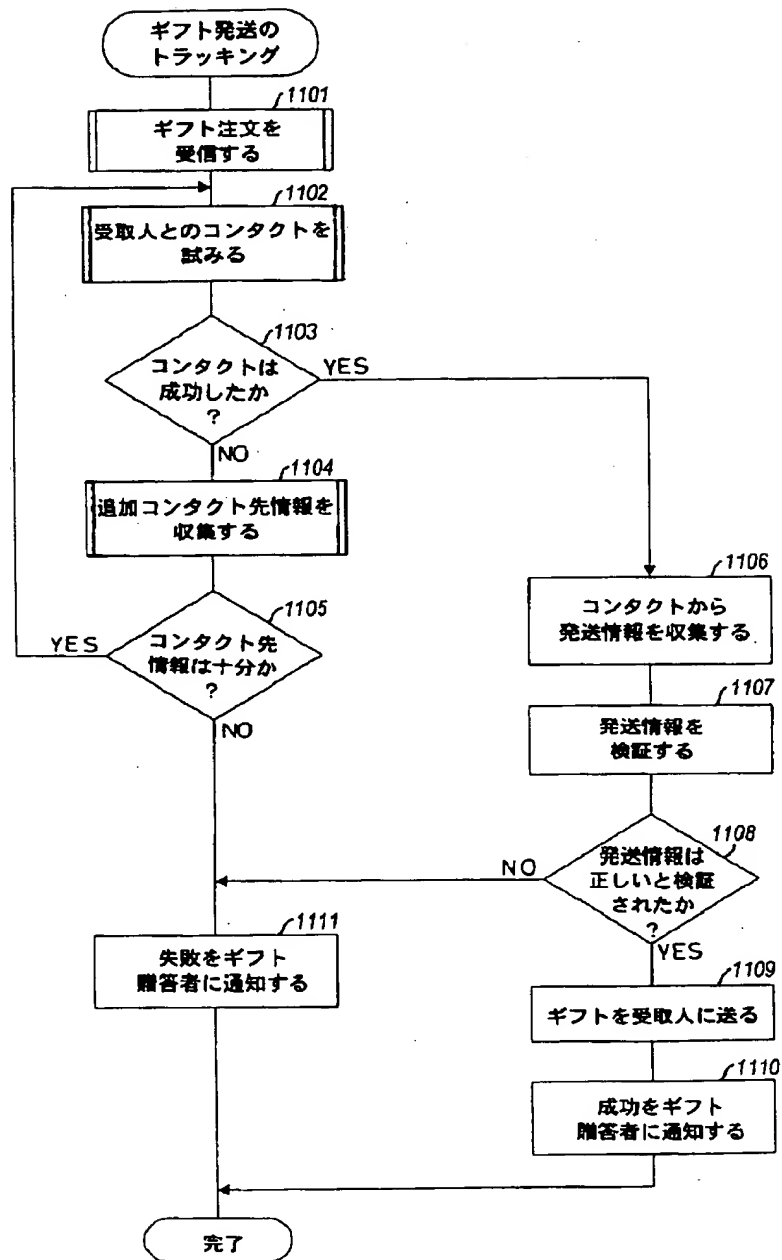 ギフト発送の
トラッキング
1101
ギフト注文を
受信する
1102
受取人とのコンタクトを
試みる
1103
コンタクトは
成功したか
?
YES
NO
1104
追加コンタクト先情報を
収集する
1105
コンタクト先
情報は十分か
?
YES
NO
1106
コンタクトから
発送情報を収集する
1107
発送情報を
検証する
1108
発送情報は
正しいと検証
されたか
?
NO
YES
1111
失敗をギフト
贈答者に通知する
1109
ギフトを受取人に送る
1110
成功をギフト
贈答者に通知する
完了